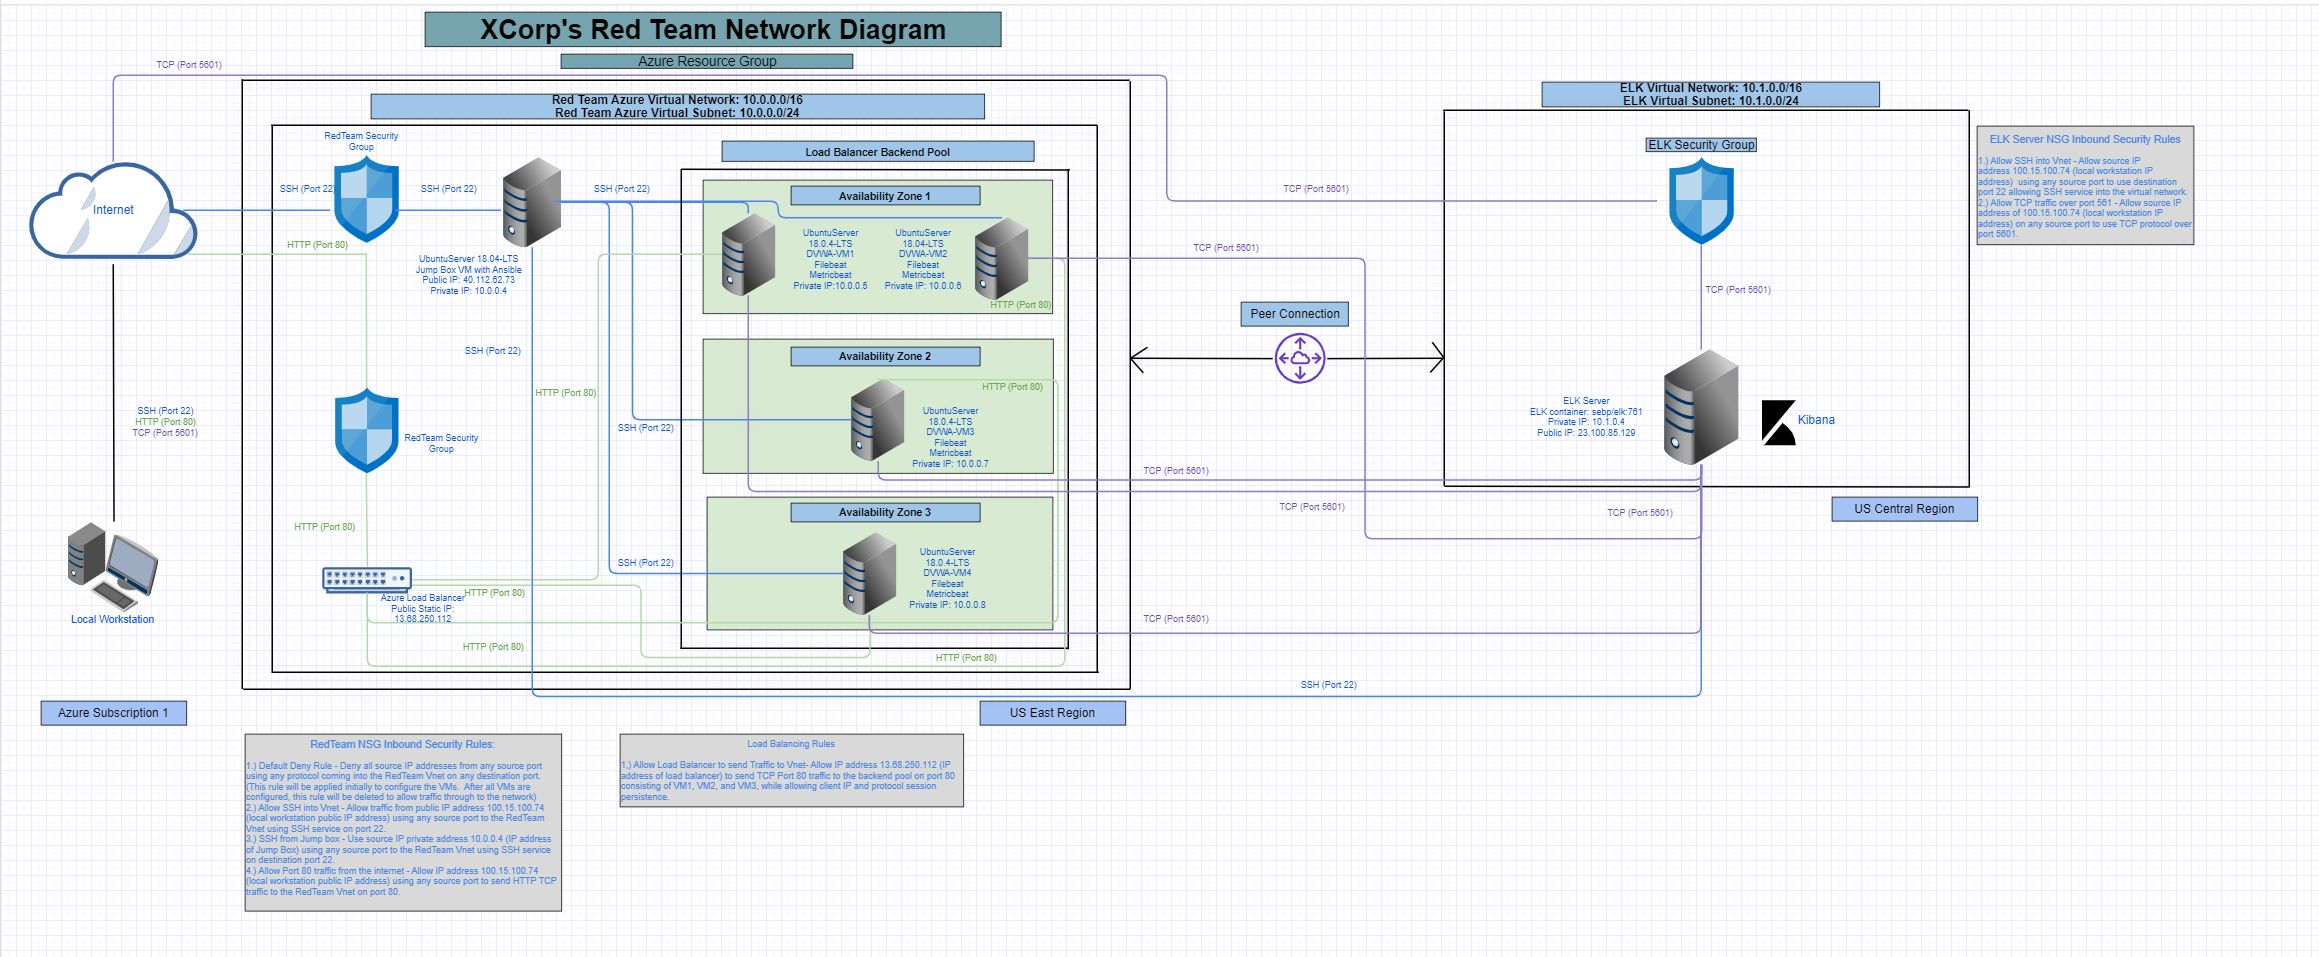 XCorp's Red Team Network Diagram
Azure Resource Group
TCP (Port 5601)
Red Team Azure Virtual Network: 10.0.0.0/16
Red Team Azure Virtual Subnet: 10.0.0.0/24
ELK Virtual Network: 10.1.0.0/16
ELK Virtual Subnet: 10.1.0.0/24
RedTeam Security
Group
Load Balancer Backend Pool
ELK Security Group
ELK Server NSG Inbound Security Rules
1.) Allow SSH into Vnet - Allow source IP
address 100.15.100.74 (local workstation IP
address)  using any source port to use destination
port 22 allowing SSH service into the virtual network.
2.) Allow TCP traffic over port 561 - Allow source IP
address of 100.15.100.74 (local workstation IP
address) on any source port to use TCP protocol over
port 5601.
Internet
SSH (Port 22)
SSH (Port 22)
SSH (Port 22)
Availability Zone 1
TCP (Port 5601)
HTTP (Port 80)
UbuntuServer 18.04-LTS
Jump Box VM with Ansible
Public IP: 40.112.62.73
Private IP: 10.0.0.4
UbuntuServer
18.0.4-LTS
DVWA-VM1
Filebeat
Metricbeat
Private IP:10.0.0.5
UbuntuServer
18.04-LTS
DVWA-VM2
Filebeat
Metricbeat
Private IP: 10.0.0.6
HTTP (Port 80)
TCP (Port 5601)
TCP (Port 5601)
Peer Connection
SSH (Port 22)
Availability Zone 2
HTTP (Port 80)
HTTP (Port 80)
UbuntuServer
18.0.4-LTS
DVWA-VM3
Filebeat
Metricbeat
Private IP: 10.0.0.7
SSH (Port 22)
ELK Server
ELK container: sebp/elk:761
Private IP: 10.1.0.4
Public IP: 23.100.85.129
Kibana
SSH (Port 22)
HTTP (Port 80)
TCP (Port 5601)
RedTeam Security
Group
TCP (Port 5601)
TCP (Port 5601)
TCP (Port 5601)
US Central Region
HTTP (Port 80)
Availability Zone 3
UbuntuServer
18.0.4-LTS
DVWA-VM4
Filebeat
Metricbeat
Private IP: 10.0.0.8
SSH (Port 22)
HTTP (Port 80)
Azure Load Balancer
Public Static IP:
13.68.250.112
Local Workstation
TCP (Port 5601)
HTTP (Port 80)
HTTP (Port 80)
SSH (Port 22)
Azure Subscription 1
US East Region
RedTeam NSG Inbound Security Rules:
1.) Default Deny Rule - Deny all source IP addresses from any source port
using any protocol coming into the RedTeam Vnet on any destination port.
(This rule will be applied initially to configure the VMs.  After all VMs are
configured, this rule will be deleted to allow traffic through to the network)
2.) Allow SSH into Vnet - Allow traffic from public IP address 100.15.100.74
(local workstation public IP address) using any source port to the RedTeam
Vnet using SSH service on port 22.
3.) SSH from Jump box - Use source IP private address 10.0.0.4 (IP address
of Jump Box) using any source port to the RedTeam Vnet using SSH service
on destination port 22.
4.) Allow Port 80 traffic from the internet - Allow IP address 100.15.100.74
(local workstation public IP address) using any source port to send HTTP TCP
traffic to the RedTeam Vnet on port 80.
Load Balancing Rules
1,) Allow Load Balancer to send Traffic to Vnet- Allow IP address 13.68.250.112 (IP
address of load balancer) to send TCP Port 80 traffic to the backend pool on port 80
consisting of VM1, VM2, and VM3, while allowing client IP and protocol session
persistence.